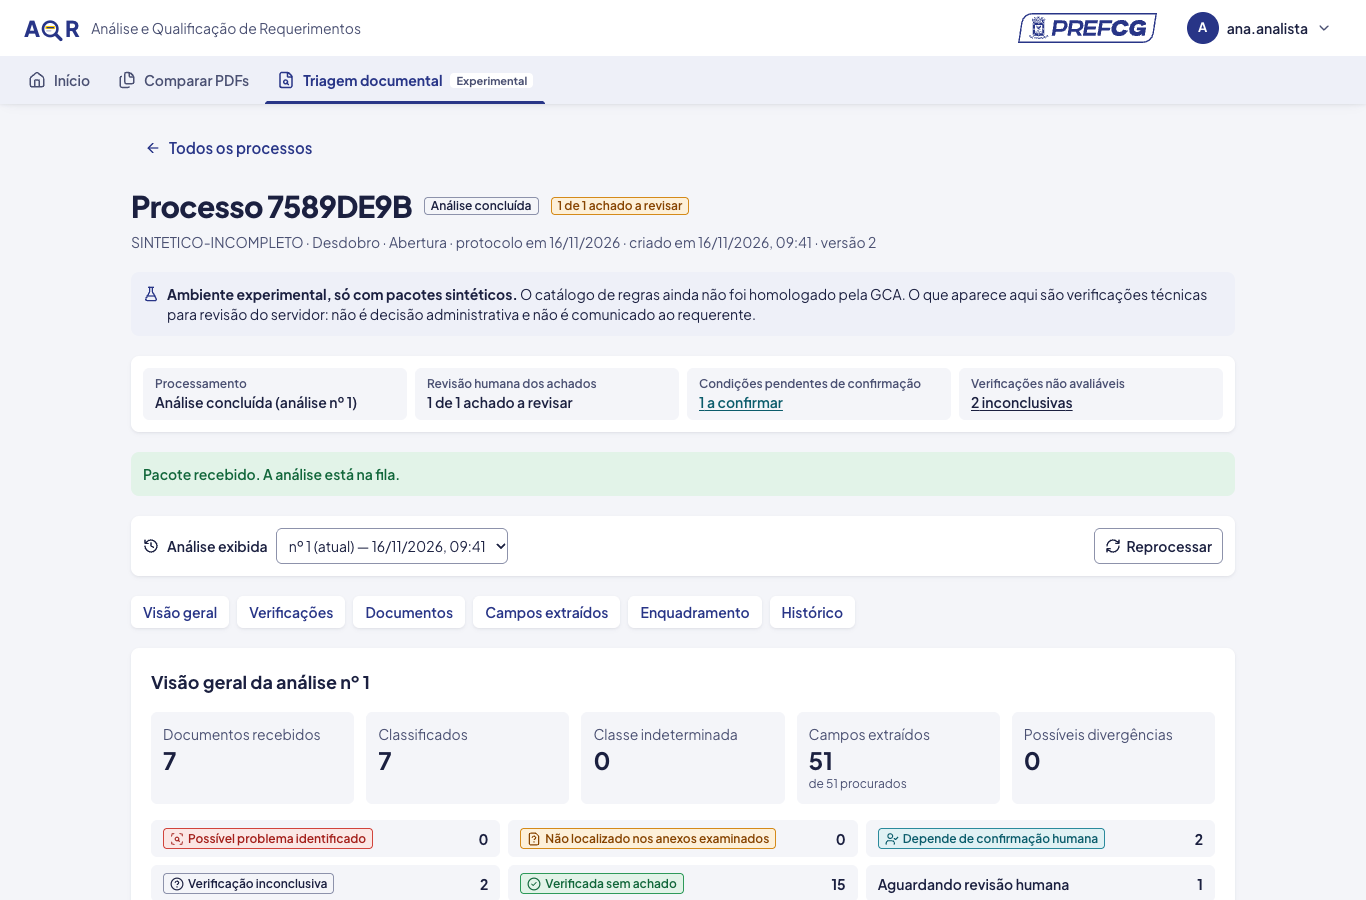 AQR Análise e Qualificação de Requerimentos
PREFCG
A
ana.analista
Início
Comparar PDFs
Triagem documental
Experimental
Todos os processos
Processo 7589DE9B
Análise concluída
1 de 1 achado a revisar
SINTETICO-INCOMPLETO · Desdobro · Abertura · protocolo em 16/11/2026 · criado em 16/11/2026, 09:41 · versão 2
Ambiente experimental, só com pacotes sintéticos. O catálogo de regras ainda não foi homologado pela GCA. O que aparece aqui são verificações técnicas
para revisão do servidor: não é decisão administrativa e não é comunicado ao requerente.
Processamento
Análise concluída (análise nº 1)
Revisão humana dos achados
1 de 1 achado a revisar
Condições pendentes de confirmação
1 a confirmar
Verificações não avaliáveis
2 inconclusivas
Pacote recebido. A análise está na fila.
Análise exibida
nº 1 (atual) — 16/11/2026, 09:41
Reprocessar
Visão geral
Verificações
Documentos
Campos extraídos
Enquadramento
Histórico
Visão geral da análise nº 1
Documentos recebidos
7
Classificados
7
Classe indeterminada
0
Campos extraídos
51
de 51 procurados
Possíveis divergências
0
Possível problema identificado
0
Não localizado nos anexos examinados
0
Depende de confirmação humana
2
Verificação inconclusiva
2
Verificada sem achado
15
Aguardando revisão humana
1